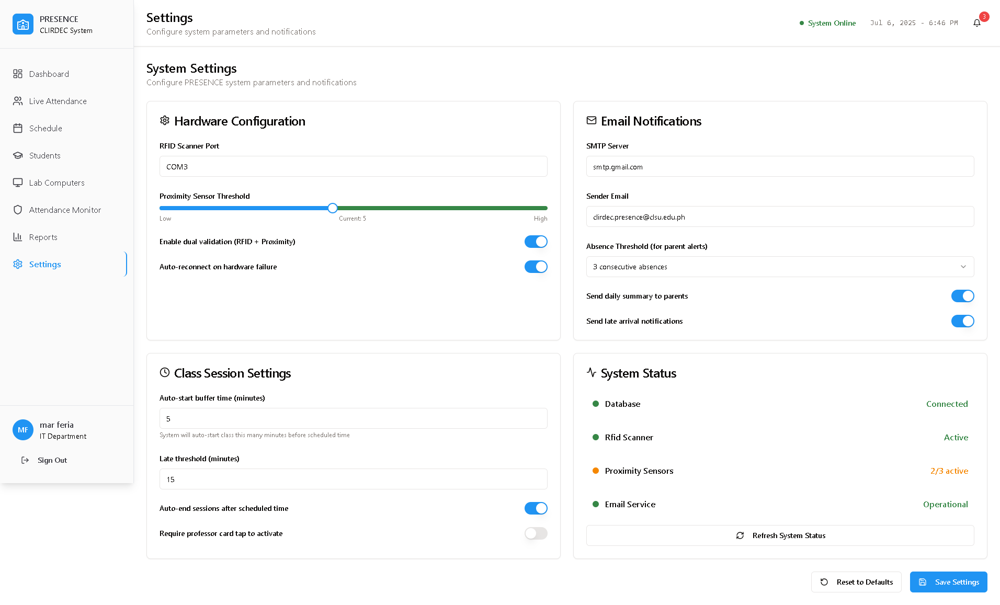 PRESENCE
CLIRDEC System
Dashboard
Live Attendance
Schedule
Students
Lab Computers
Attendance Monitor
Reports
Settings
MF
mar feria
IT Department
Sign Out
Settings
Configure system parameters and notifications
System Online
Jul 6, 2025 - 6:46 PM
3
System Settings
Configure PRESENCE system parameters and notifications
Hardware Configuration
RFID Scanner Port
COM3
Proximity Sensor Threshold
Low Current: 5 High
Enable dual validation (RFID + Proximity)
Auto-reconnect on hardware failure
Email Notifications
SMTP Server
smtp.gmail.com
Sender Email
clirdec.presence@clsu.edu.ph
Absence Threshold (for parent alerts)
3 consecutive absences
Send daily summary to parents
Send late arrival notifications
Class Session Settings
Auto-start buffer time (minutes)
5
System will auto-start class this many minutes before scheduled time
Late threshold (minutes)
15
Auto-end sessions after scheduled time
Require professor card tap to activate
System Status
Database Connected
Rfid Scanner Active
Proximity Sensors 2/3 active
Email Service Operational
Refresh System Status
Reset to Defaults
Save Settings